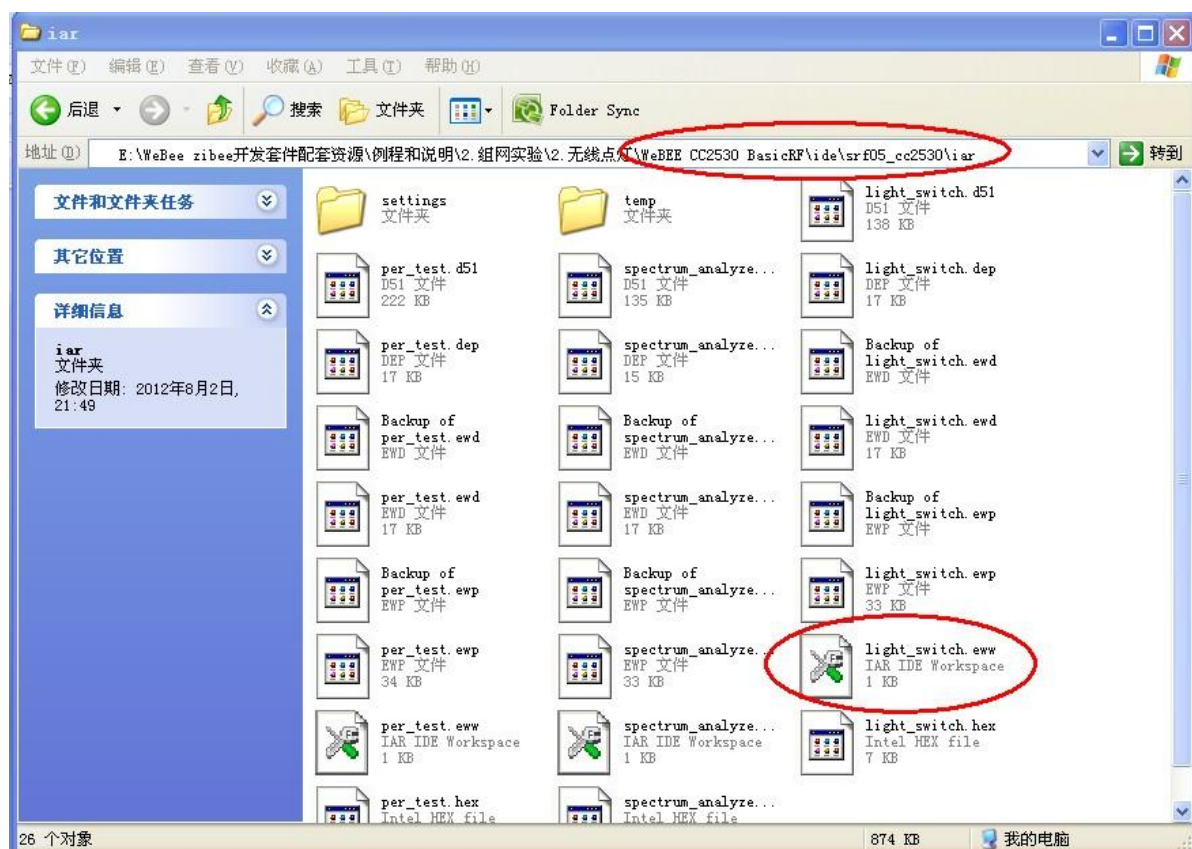 iar
文件(F) 编辑(E) 查看(V) 收藏(A) 工具(T) 帮助(H)
后退 搜索 文件夹 Folder Sync
地址(D) E:\WeBee zibee开发套件配套资源\例程和说明\2.组网实验\2.无线点灯\WeBEE CC2530 BasicRF\ide\srf05_cc2530\iar 转到
文件和文件夹任务
其它位置
详细信息
iar
文件夹
修改日期: 2012年8月2日,
21:49
settings
文件夹
temp
文件夹
light_switch.d51
D51 文件
138 KB
per_test.d51
D51 文件
222 KB
spectrum_analyze...
D51 文件
135 KB
light_switch.dep
DEP 文件
17 KB
per_test.dep
DEP 文件
17 KB
spectrum_analyze...
DEP 文件
15 KB
Backup of
light_switch.ewd
EWD 文件
Backup of
per_test.ewd
EWD 文件
Backup of
spectrum_analyze...
EWD 文件
light_switch.ewd
EWD 文件
17 KB
per_test.ewd
EWD 文件
17 KB
spectrum_analyze...
EWD 文件
17 KB
Backup of
light_switch.ewp
EWP 文件
Backup of
per_test.ewp
EWP 文件
Backup of
spectrum_analyze...
EWP 文件
light_switch.ewp
EWP 文件
33 KB
per_test.ewp
EWP 文件
34 KB
spectrum_analyze...
EWP 文件
33 KB
light_switch.eww
IAR IDE Workspace
1 KB
per_test.eww
IAR IDE Workspace
1 KB
spectrum_analyze...
IAR IDE Workspace
1 KB
light_switch.hex
Intel HEX file
7 KB
per_test.hex
Intel HEX file
spectrum_analyze...
Intel HEX file
26 个对象 874 KB 我的电脑